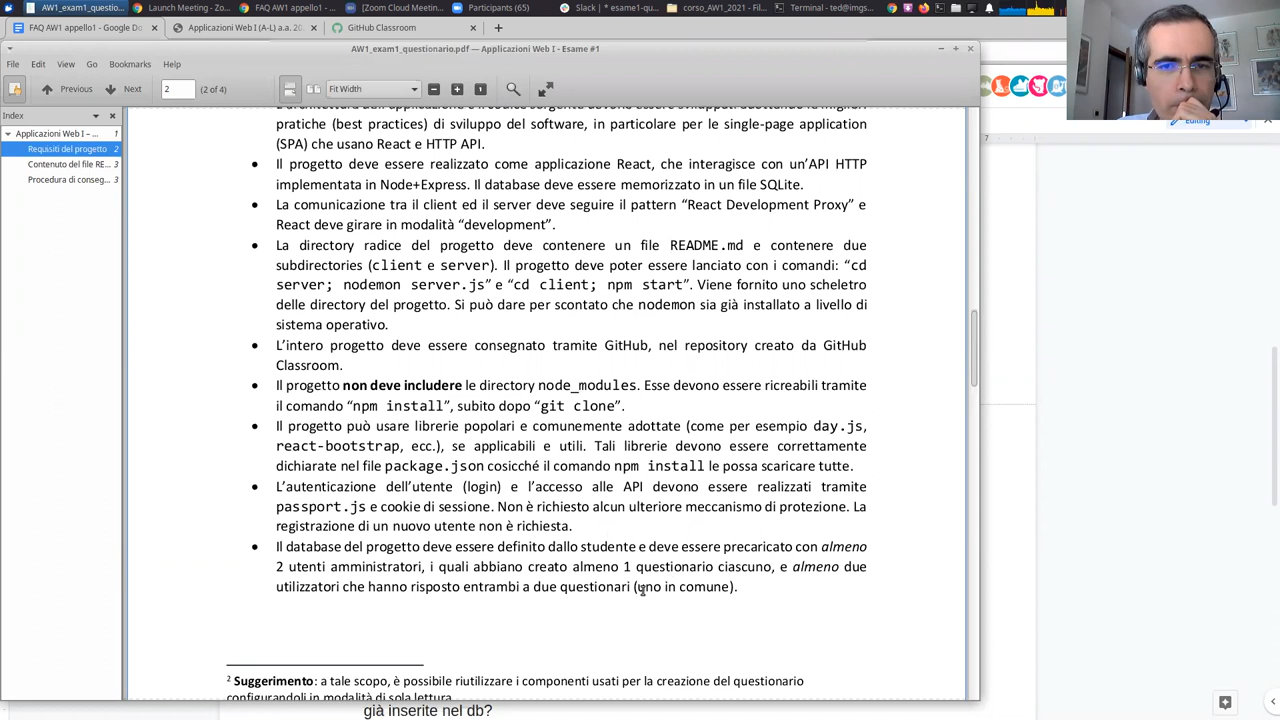 AW1_exam1_questio...
Launch Meeting - Zo...
FAQ AW1 appello1 - ...
[Zoom Cloud Meetin...
Participants (65)
Slack | * esame1-qu...
corso_AW1_2021 - Fil...
Terminal - ted@imgs...
FAQ AW1 appello1 - Google Do
Applicazioni Web I (A-L) a.a. 20
GitHub Classroom
AW1_exam1_questionario.pdf — Applicazioni Web I - Esame #1
File Edit View Go Bookmarks Help
Previous Next 2 (2 of 4) Fit Width
Editing
Index
Applicazioni Web I – ... 1
Requisiti del progetto 2
Contenuto del file RE... 3
Procedura di conseg... 3
7
pratiche (best practices) di sviluppo del software, in particolare per le single-page application
(SPA) che usano React e HTTP API.
• Il progetto deve essere realizzato come applicazione React, che interagisce con un’API HTTP
implementata in Node+Express. Il database deve essere memorizzato in un file SQLite.
• La comunicazione tra il client ed il server deve seguire il pattern “React Development Proxy” e
React deve girare in modalità “development”.
• La directory radice del progetto deve contenere un file README.md e contenere due
subdirectories (client e server). Il progetto deve poter essere lanciato con i comandi: “cd
server; nodemon server.js” e “cd client; npm start”. Viene fornito uno scheletro
delle directory del progetto. Si può dare per scontato che nodemon sia già installato a livello di
sistema operativo.
• L’intero progetto deve essere consegnato tramite GitHub, nel repository creato da GitHub
Classroom.
• Il progetto non deve includere le directory node_modules. Esse devono essere ricreabili tramite
il comando “npm install”, subito dopo “git clone”.
• Il progetto può usare librerie popolari e comunemente adottate (come per esempio day.js,
react-bootstrap, ecc.), se applicabili e utili. Tali librerie devono essere correttamente
dichiarate nel file package.json cosicché il comando npm install le possa scaricare tutte.
• L’autenticazione dell’utente (login) e l’accesso alle API devono essere realizzati tramite
passport.js e cookie di sessione. Non è richiesto alcun ulteriore meccanismo di protezione. La
registrazione di un nuovo utente non è richiesta.
• Il database del progetto deve essere definito dallo studente e deve essere precaricato con almeno
2 utenti amministratori, i quali abbiano creato almeno 1 questionario ciascuno, e almeno due
utilizzatori che hanno risposto entrambi a due questionari (uno in comune).
2 Suggerimento: a tale scopo, è possibile riutilizzare i componenti usati per la creazione del questionario
configurandoli in modalità di sola lettura
già inserite nel db?